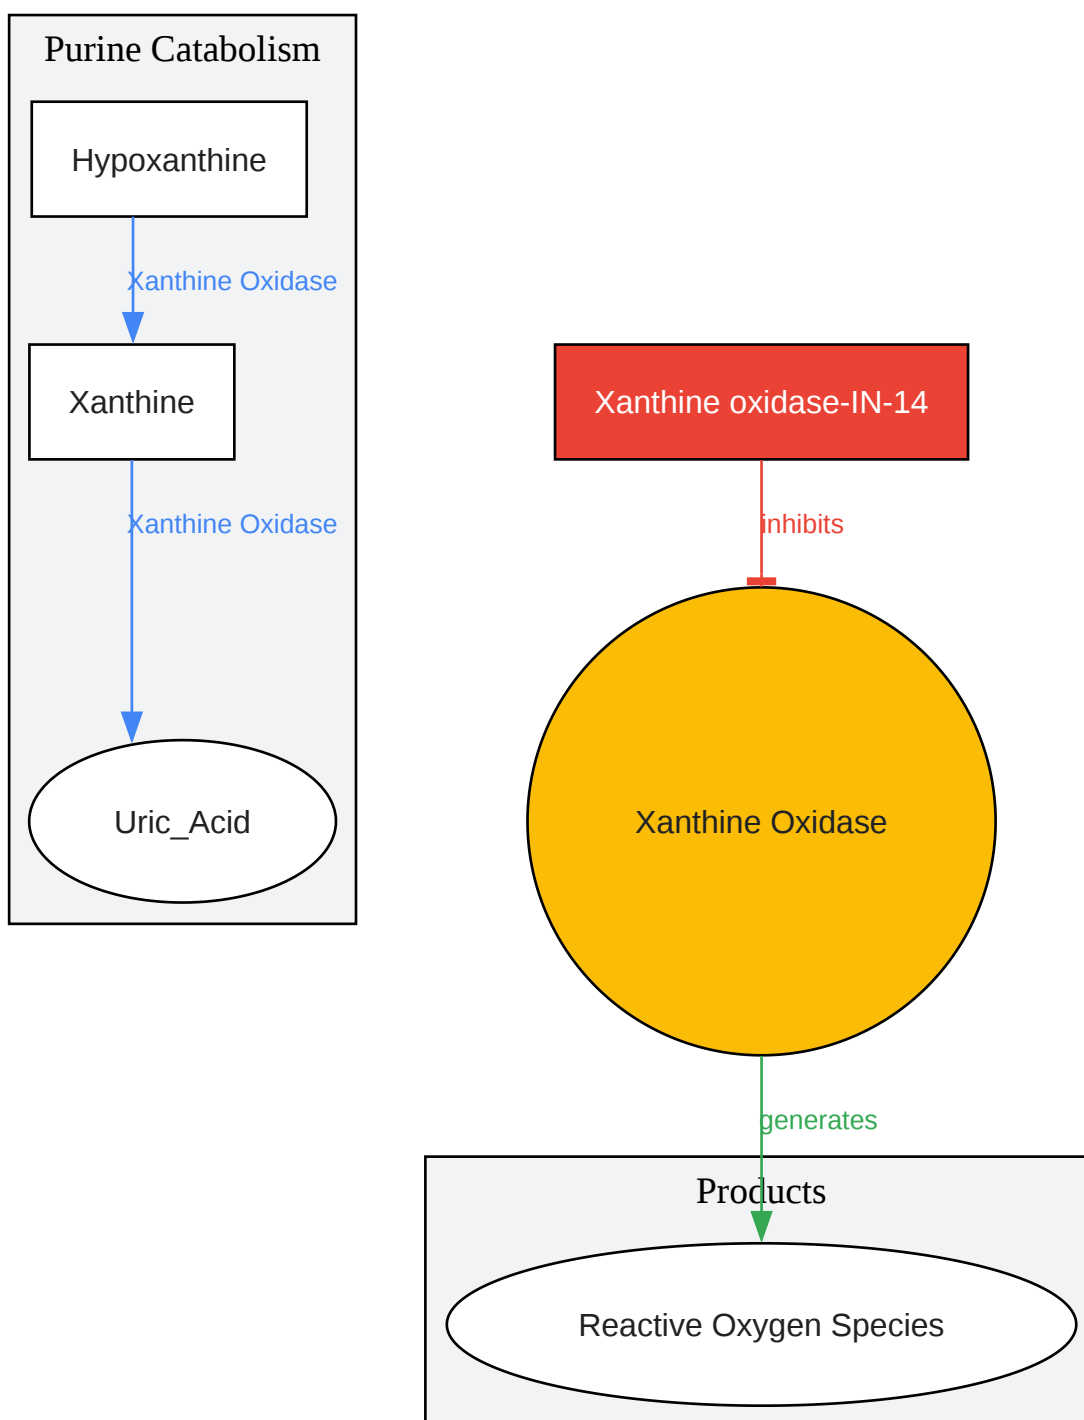 Purine Catabolism
Hypoxanthine
Xanthine Oxidase
Xanthine
Xanthine Oxidase
Uric_Acid
Xanthine oxidase-IN-14
inhibits
Xanthine Oxidase
generates
Products
Reactive Oxygen Species